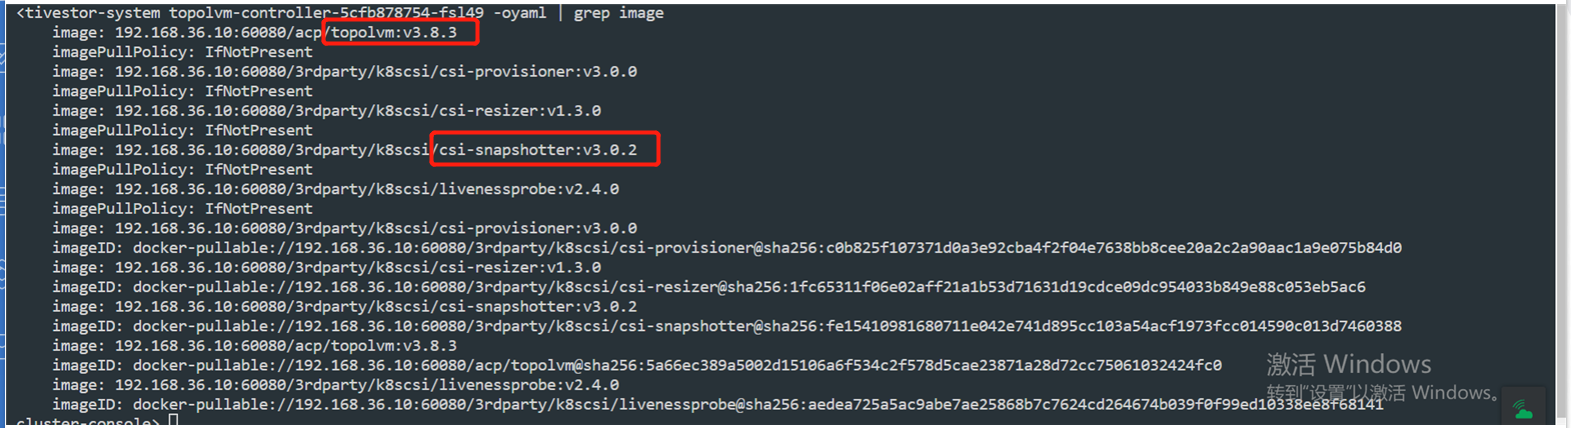 <tivestor-system topolvm-controller-5cfb878754-fsl49 -oyaml | grep image
image: 192.168.36.10:60080/acp/topolvm:v3.8.3
imagePullPolicy: IfNotPresent
image: 192.168.36.10:60080/3rdparty/k8scsi/csi-provisioner:v3.0.0
imagePullPolicy: IfNotPresent
image: 192.168.36.10:60080/3rdparty/k8scsi/csi-resizer:v1.3.0
imagePullPolicy: IfNotPresent
image: 192.168.36.10:60080/3rdparty/k8scsi/csi-snapshotter:v3.0.2
imagePullPolicy: IfNotPresent
image: 192.168.36.10:60080/3rdparty/k8scsi/livenessprobe:v2.4.0
imagePullPolicy: IfNotPresent
image: 192.168.36.10:60080/3rdparty/k8scsi/csi-provisioner:v3.0.0
imageID: docker-pullable://192.168.36.10:60080/3rdparty/k8scsi/csi-provisioner@sha256:c0b825f107371d0a3e92cba4f2f04e7638bb8cee20a2c2a90aac1a9e075b84d0
image: 192.168.36.10:60080/3rdparty/k8scsi/csi-resizer:v1.3.0
imageID: docker-pullable://192.168.36.10:60080/3rdparty/k8scsi/csi-resizer@sha256:1fc65311f06e02aff21a1b53d71631d19cdce09dc954033b849e88c053eb5ac6
image: 192.168.36.10:60080/3rdparty/k8scsi/csi-snapshotter:v3.0.2
imageID: docker-pullable://192.168.36.10:60080/3rdparty/k8scsi/csi-snapshotter@sha256:fe15410981680711e042e741d895cc103a54acf1973fcc014590c013d7460388
image: 192.168.36.10:60080/acp/topolvm:v3.8.3
imageID: docker-pullable://192.168.36.10:60080/acp/topolvm@sha256:5a66ec389a5002d15106a6f534c2f578d5cae23871a28d72cc75061032424fc0
image: 192.168.36.10:60080/3rdparty/k8scsi/livenessprobe:v2.4.0
imageID: docker-pullable://192.168.36.10:60080/3rdparty/k8scsi/livenessprobe@sha256:aedea725a5ac9abe7ae25868b7c7624cd264674b039f0f99ed10338ee8f68141
cluster-console>
激活 Windows
转到"设置"以激活 Windows。